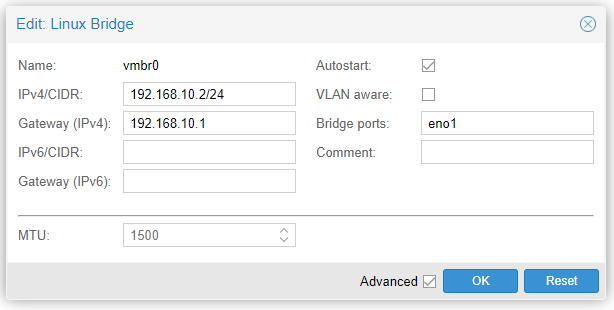 Edit: Linux Bridge
Name: vmbr0 Autostart:
IPv4/CIDR: 192.168.10.2/24 VLAN aware:
Gateway (IPv4): 192.168.10.1 Bridge ports: eno1
IPv6/CIDR: Comment:
Gateway (IPv6):
MTU: 1500
Advanced OK Reset